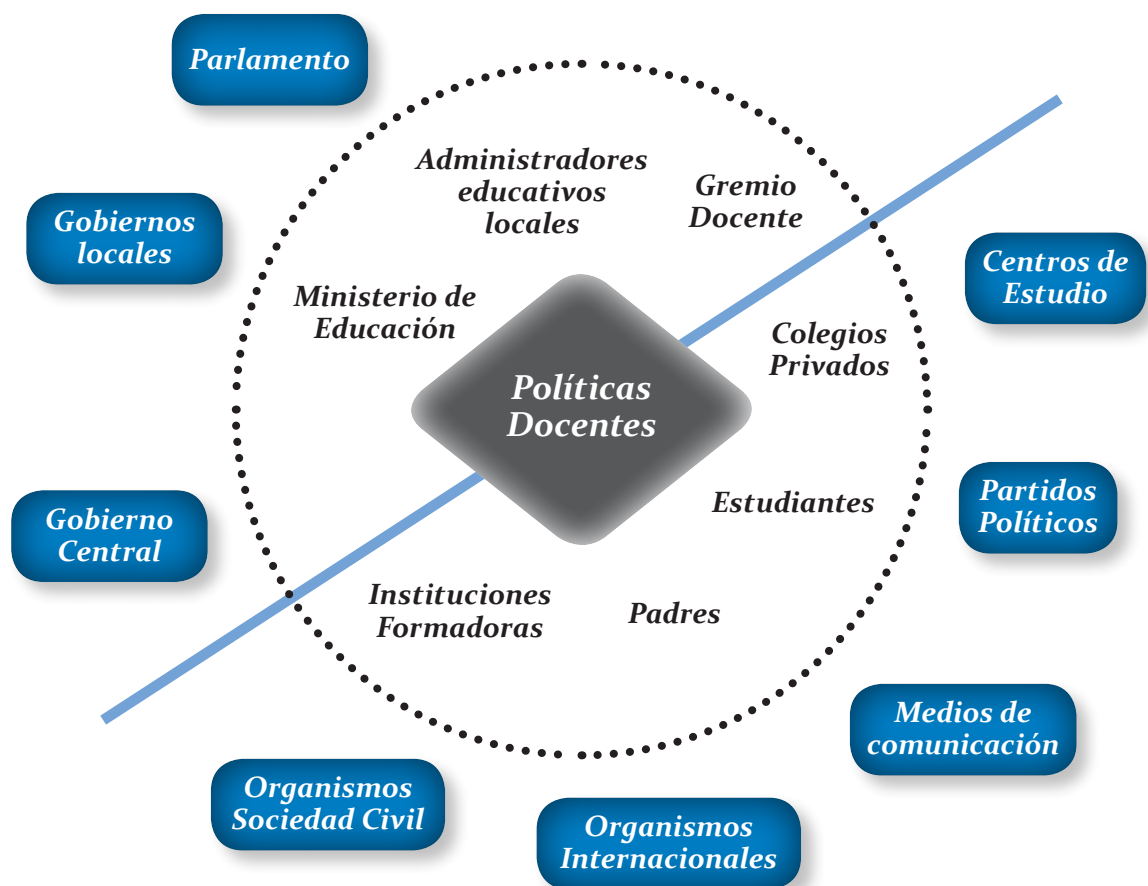 Parlamento
Administradores
educativos
locales
Gremio
Docente
Gobiernos
locales
Centros de
Estudio
Ministerio de
Educación
Colegios
Privados
Políticas
Docentes
Estudiantes
Partidos
Políticos
Gobierno
Central
Instituciones
Formadoras
Padres
Medios de
comunicación
Organismos
Sociedad Civil
Organismos
Internacionales